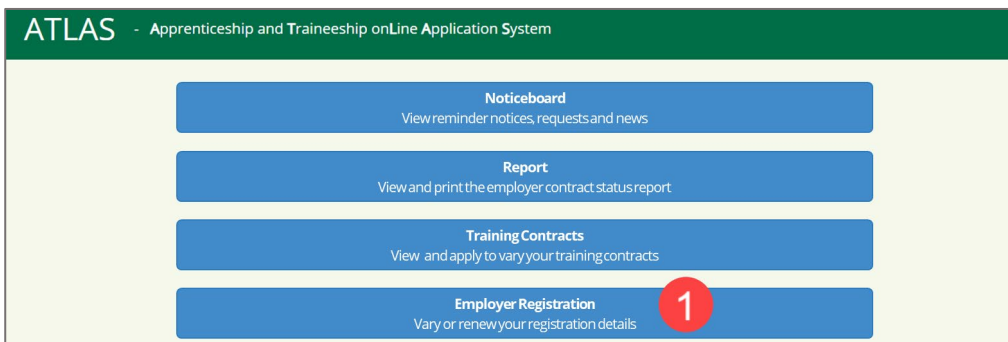 ATLAS - Apprenticeship and Traineeship onLine Application System
Noticeboard
View reminder notices, requests and news
Report
View and print the employer contract status report
Training Contracts
View and apply to vary your training contracts
Employer Registration
1
Vary or renew your registration details